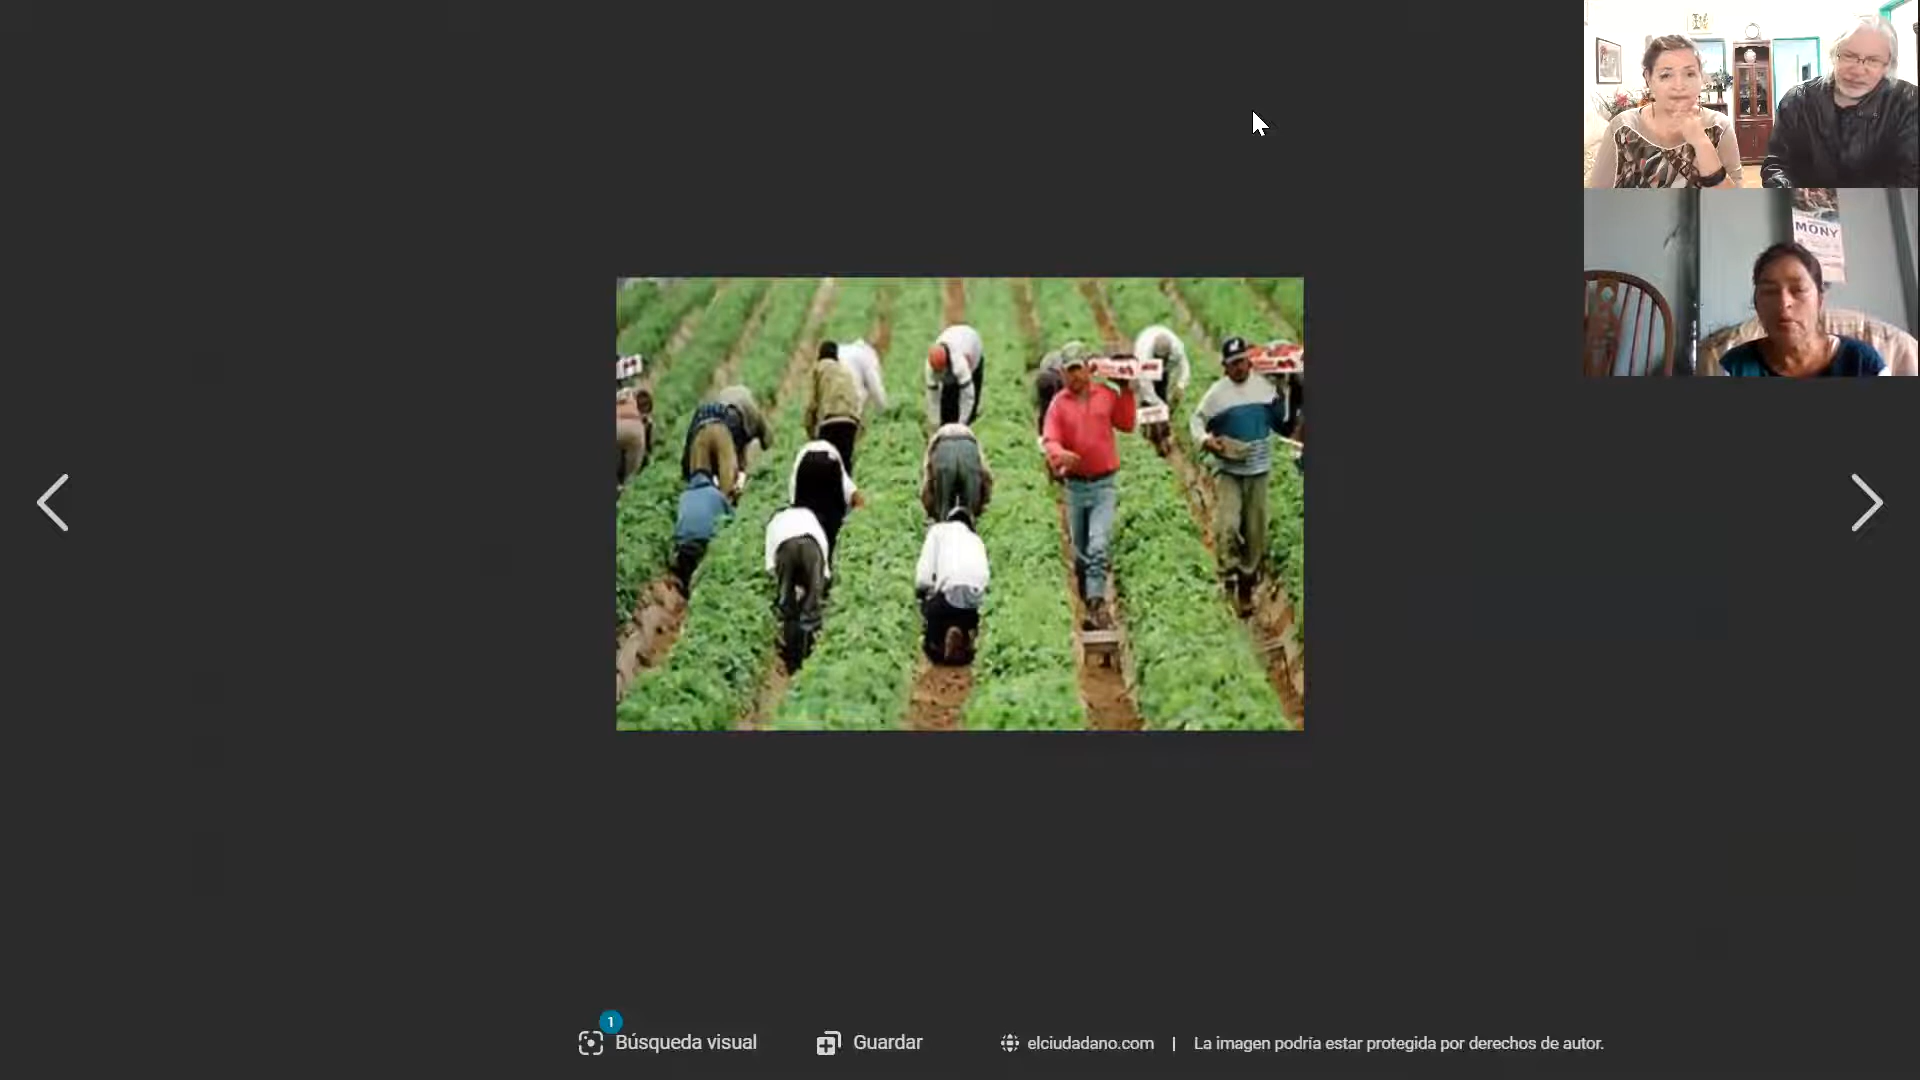 MONY
1
Búsqueda visual
Guardar
elciudadano.com | La imagen podría estar protegida por derechos de autor.